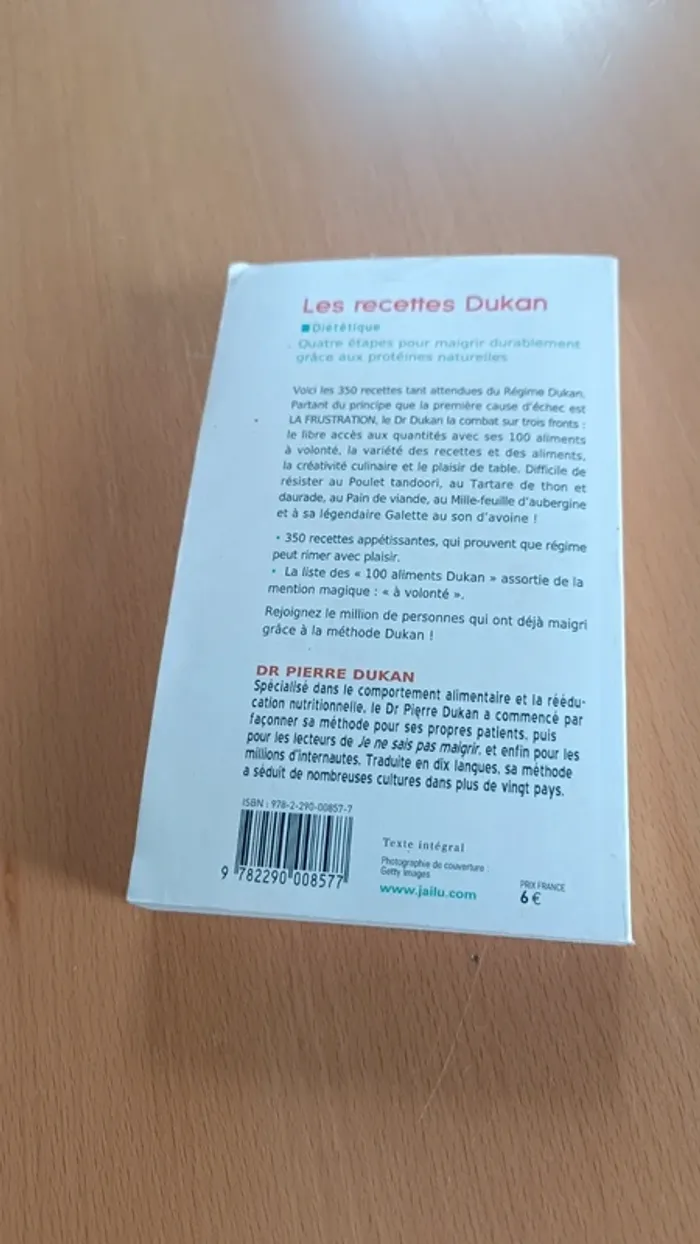 Les recettes Dukan
Diététique
Quatre étapes pour maigrir durablement
grâce aux protéines naturelles
Voici les 350 recettes tant attendues du Régime Dukan.
Partant du principe que la première cause d'échec est
LA FRUSTRATION, le Dr Dukan la combat sur trois fronts :
le libre accès aux quantités avec ses 100 aliments
à volonté, la variété des recettes et des aliments,
la créativité culinaire et le plaisir de table. Difficile de
résister au Poulet tandoori, au Tartare de thon et
daurade, au Pain de viande, au Mille-feuille d'aubergine
et à sa légendaire Galette au son d'avoine !
• 350 recettes appétissantes, qui prouvent que régime
peut rimer avec plaisir.
• La liste des « 100 aliments Dukan » assortie de la
mention magique : « à volonté ».
Rejoignez le million de personnes qui ont déjà maigri
grâce à la méthode Dukan !
DR PIERRE DUKAN
Spécialisé dans le comportement alimentaire et la réédu-
cation nutritionnelle, le Dr Pierre Dukan a commencé par
façonner sa méthode pour ses propres patients, puis
pour les lecteurs de Je ne sais pas maigrir, et enfin pour les
millions d'internautes. Traduite en dix langues, sa méthode
a séduit de nombreuses cultures dans plus de vingt pays.
ISBN : 978-2-290-00857-7
9 782290 008577
Texte intégral
Photographie de couverture :
Getty Images
www.jailu.com
PRIX FRANCE
6 €